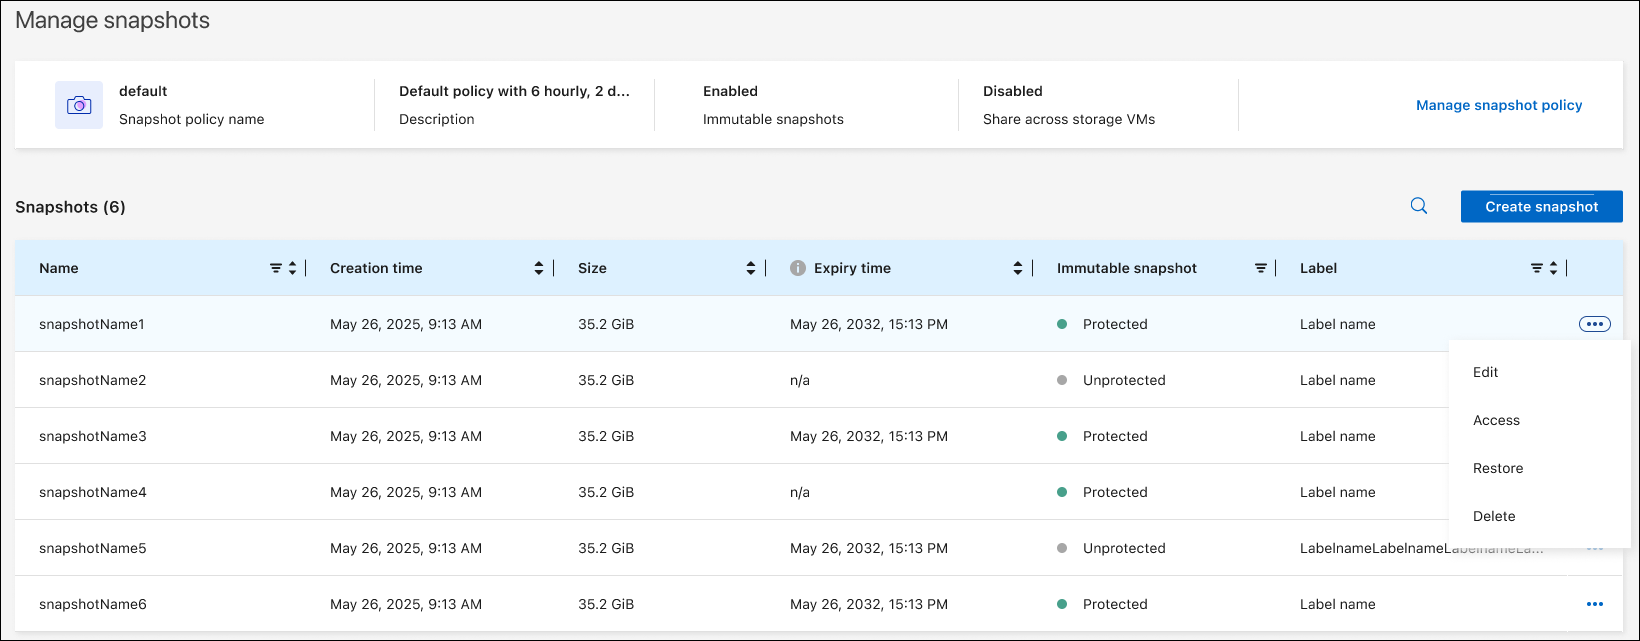 Manage snapshots
default
Snapshot policy name
Default policy with 6 hourly, 2 d...
Description
Enabled
Immutable snapshots
Disabled
Share across storage VMs
Manage snapshot policy
Snapshots (6)
Create snapshot
Name Creation time Size Expiry time Immutable snapshot Label
snapshotName1 May 26, 2025, 9:13 AM 35.2 GiB May 26, 2032, 15:13 PM Protected Label name
snapshotName2 May 26, 2025, 9:13 AM 35.2 GiB n/a Unprotected Label name
snapshotName3 May 26, 2025, 9:13 AM 35.2 GiB May 26, 2032, 15:13 PM Protected Label name
snapshotName4 May 26, 2025, 9:13 AM 35.2 GiB n/a Protected Label name
snapshotName5 May 26, 2025, 9:13 AM 35.2 GiB May 26, 2032, 15:13 PM Unprotected LabelnameLabelnameLabelnameLa...
snapshotName6 May 26, 2025, 9:13 AM 35.2 GiB May 26, 2032, 15:13 PM Protected Label name
Edit
Access
Restore
Delete